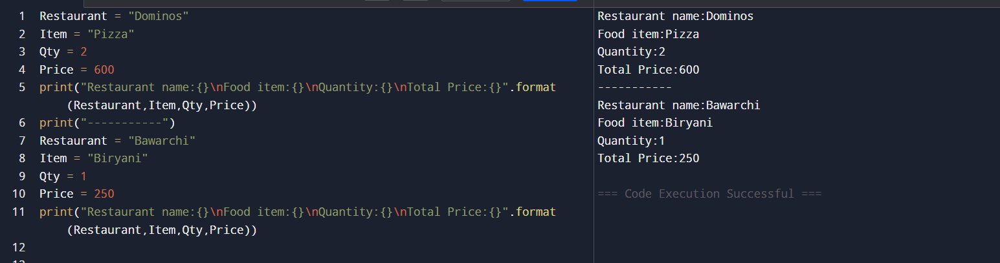 1 Restaurant = "Dominos"
2 Item = "Pizza"
3 Qty = 2
4 Price = 600
5 print("Restaurant name:{}\nFood item:{}\nQuantity:{}\nTotal Price:{}".format
(Restaurant,Item,Qty,Price))
6 print("-----------")
7 Restaurant = "Bawarchi"
8 Item = "Biryani"
9 Qty = 1
10 Price = 250
11 print("Restaurant name:{}\nFood item:{}\nQuantity:{}\nTotal Price:{}".format
(Restaurant,Item,Qty,Price))
12
Restaurant name:Dominos
Food item:Pizza
Quantity:2
Total Price:600
-----------
Restaurant name:Bawarchi
Food item:Biryani
Quantity:1
Total Price:250
=== Code Execution Successful ===